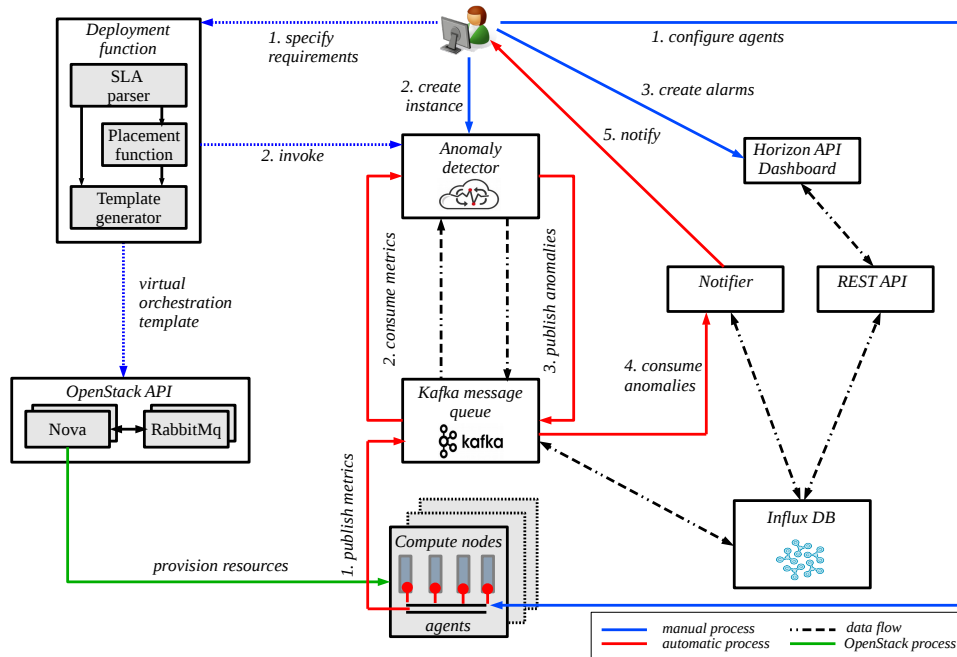 Deployment
function
SLA
parser
Placement
function
Template
generator
1. specify
requirements
1. configure agents
2. create
instance
3. create alarms
5. notify
2. invoke
Anomaly
detector
Horizon API
Dashboard
virtual
orchestration
template
2. consume metrics
3. publish anomalies
Notifier
REST API
4. consume
anomalies
OpenStack API
Nova
RabbitMq
Kafka message
queue
kafka
1. publish metrics
Influx DB
provision resources
Compute nodes
agents
manual process
data flow
automatic process
OpenStack process